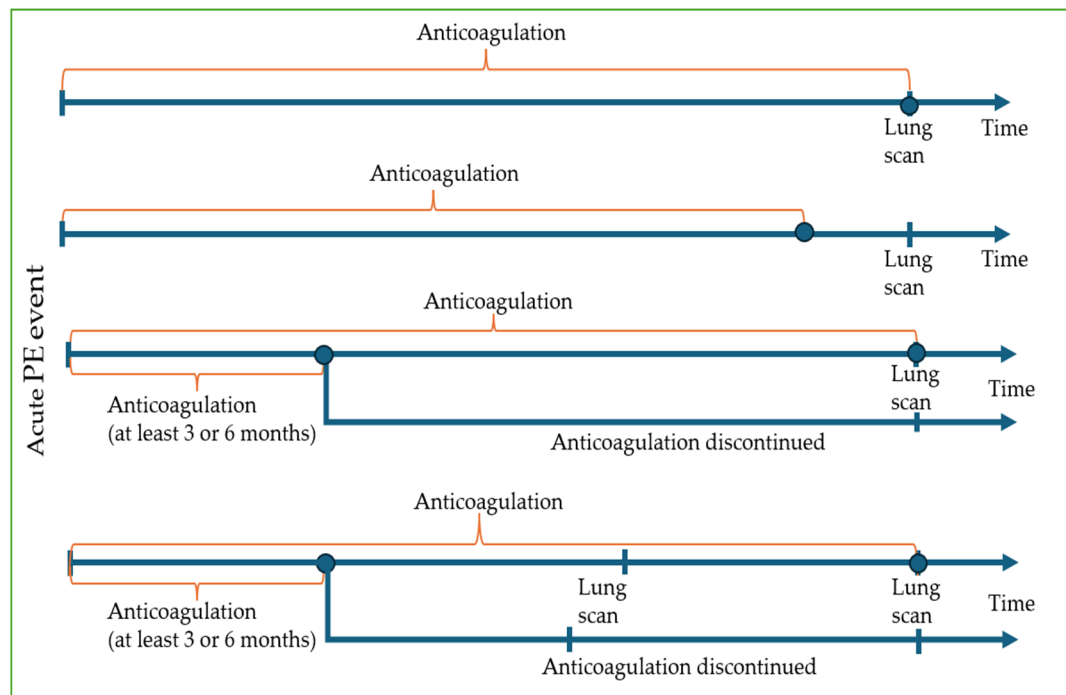 Anticoagulation
Lung
scan
Time
Anticoagulation
Lung
scan
Time
Acute PE event
Anticoagulation
Lung
scan
Time
Anticoagulation
(at least 3 or 6 months)
Anticoagulation discontinued
Anticoagulation
Lung
scan
Lung
scan
Time
Anticoagulation
(at least 3 or 6 months)
Anticoagulation discontinued